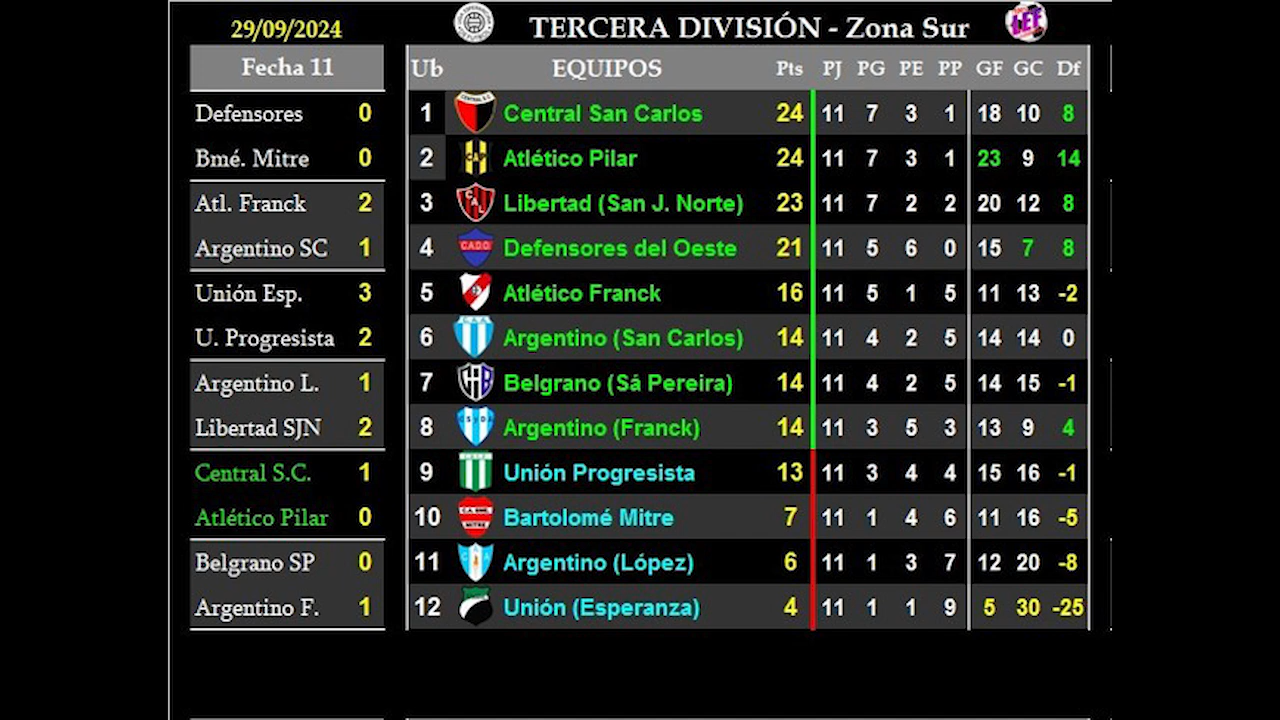 29/09/2024
TERCERA DIVISIÓN - Zona Sur
Fecha 11
Defensores 0
Bmé. Mitre 0
Atl. Franck 2
Argentino SC 1
Unión Esp. 3
U. Progresista 2
Argentino L. 1
Libertad SJN 2
Central S.C. 1
Atlético Pilar 0
Belgrano SP 0
Argentino F. 1
Ub EQUIPOS Pts PJ PG PE PP GF GC Df
1 Central San Carlos 24 11 7 3 1 18 10 8
2 Atlético Pilar 24 11 7 3 1 23 9 14
3 Libertad (San J. Norte) 23 11 7 2 2 20 12 8
4 Defensores del Oeste 21 11 5 6 0 15 7 8
5 Atlético Franck 16 11 5 1 5 11 13 -2
6 Argentino (San Carlos) 14 11 4 2 5 14 14 0
7 Belgrano (Sá Pereira) 14 11 4 2 5 14 15 -1
8 Argentino (Franck) 14 11 3 5 3 13 9 4
9 Unión Progresista 13 11 3 4 4 15 16 -1
10 Bartolomé Mitre 7 11 1 4 6 11 16 -5
11 Argentino (López) 6 11 1 3 7 12 20 -8
12 Unión (Esperanza) 4 11 1 1 9 5 30 -25